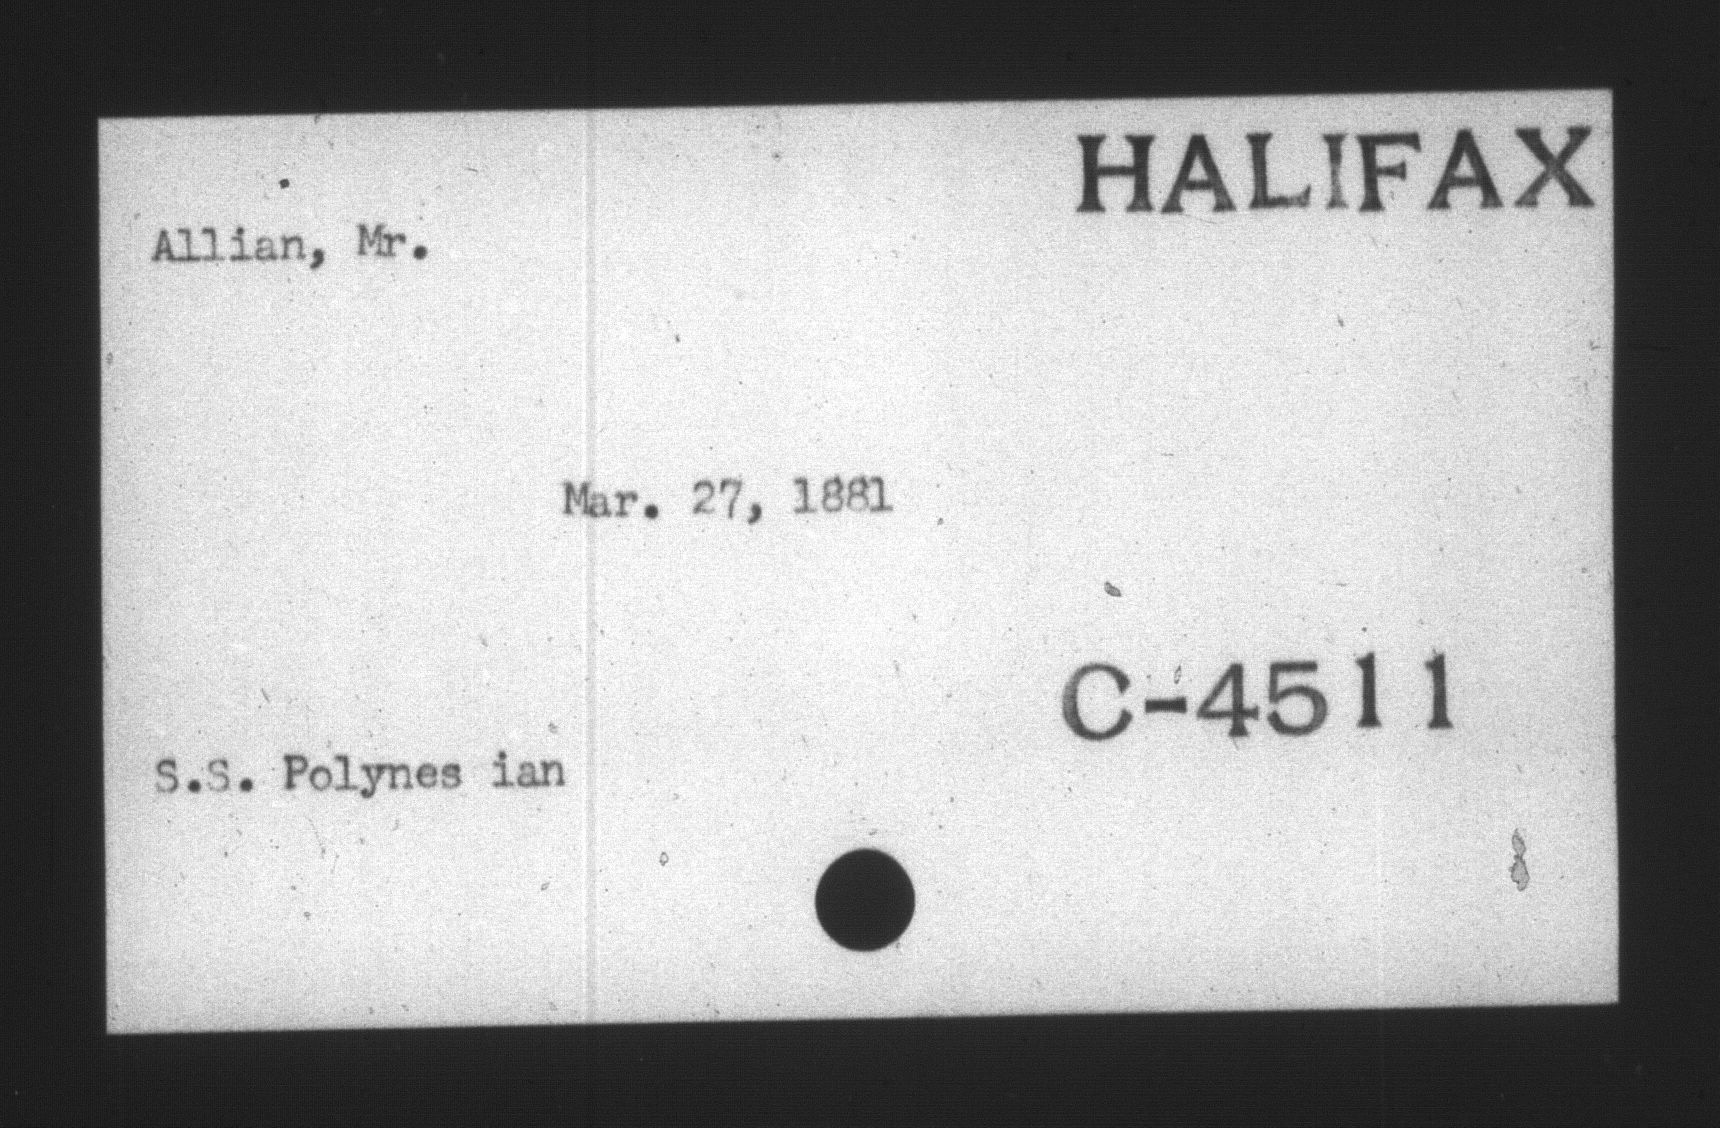 HALIFAX
Allian, Mr.
Mar. 27, 1881
C-4511
S.S. Polynes ian